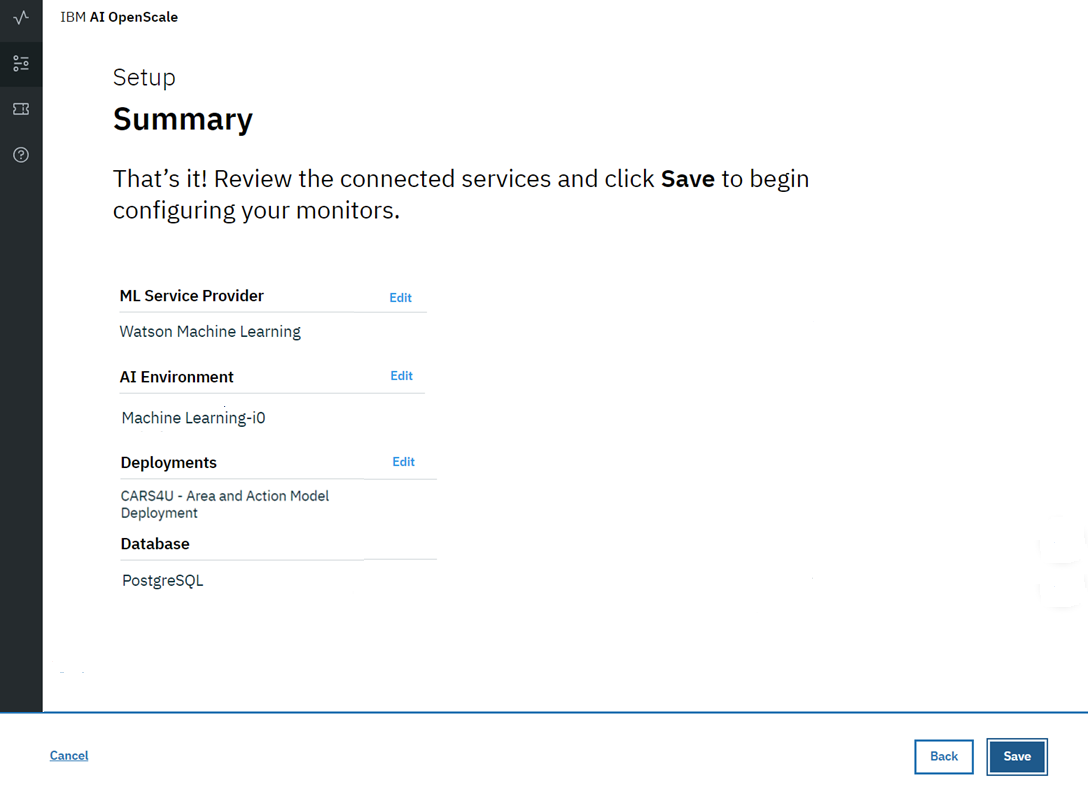 IBM AI OpenScale
Setup
Summary
That’s it! Review the connected services and click Save to begin
configuring your monitors.
ML Service Provider Edit
Watson Machine Learning
AI Environment Edit
Machine Learning-i0
Deployments Edit
CARS4U - Area and Action Model
Deployment
Database
PostgreSQL
Cancel Back Save